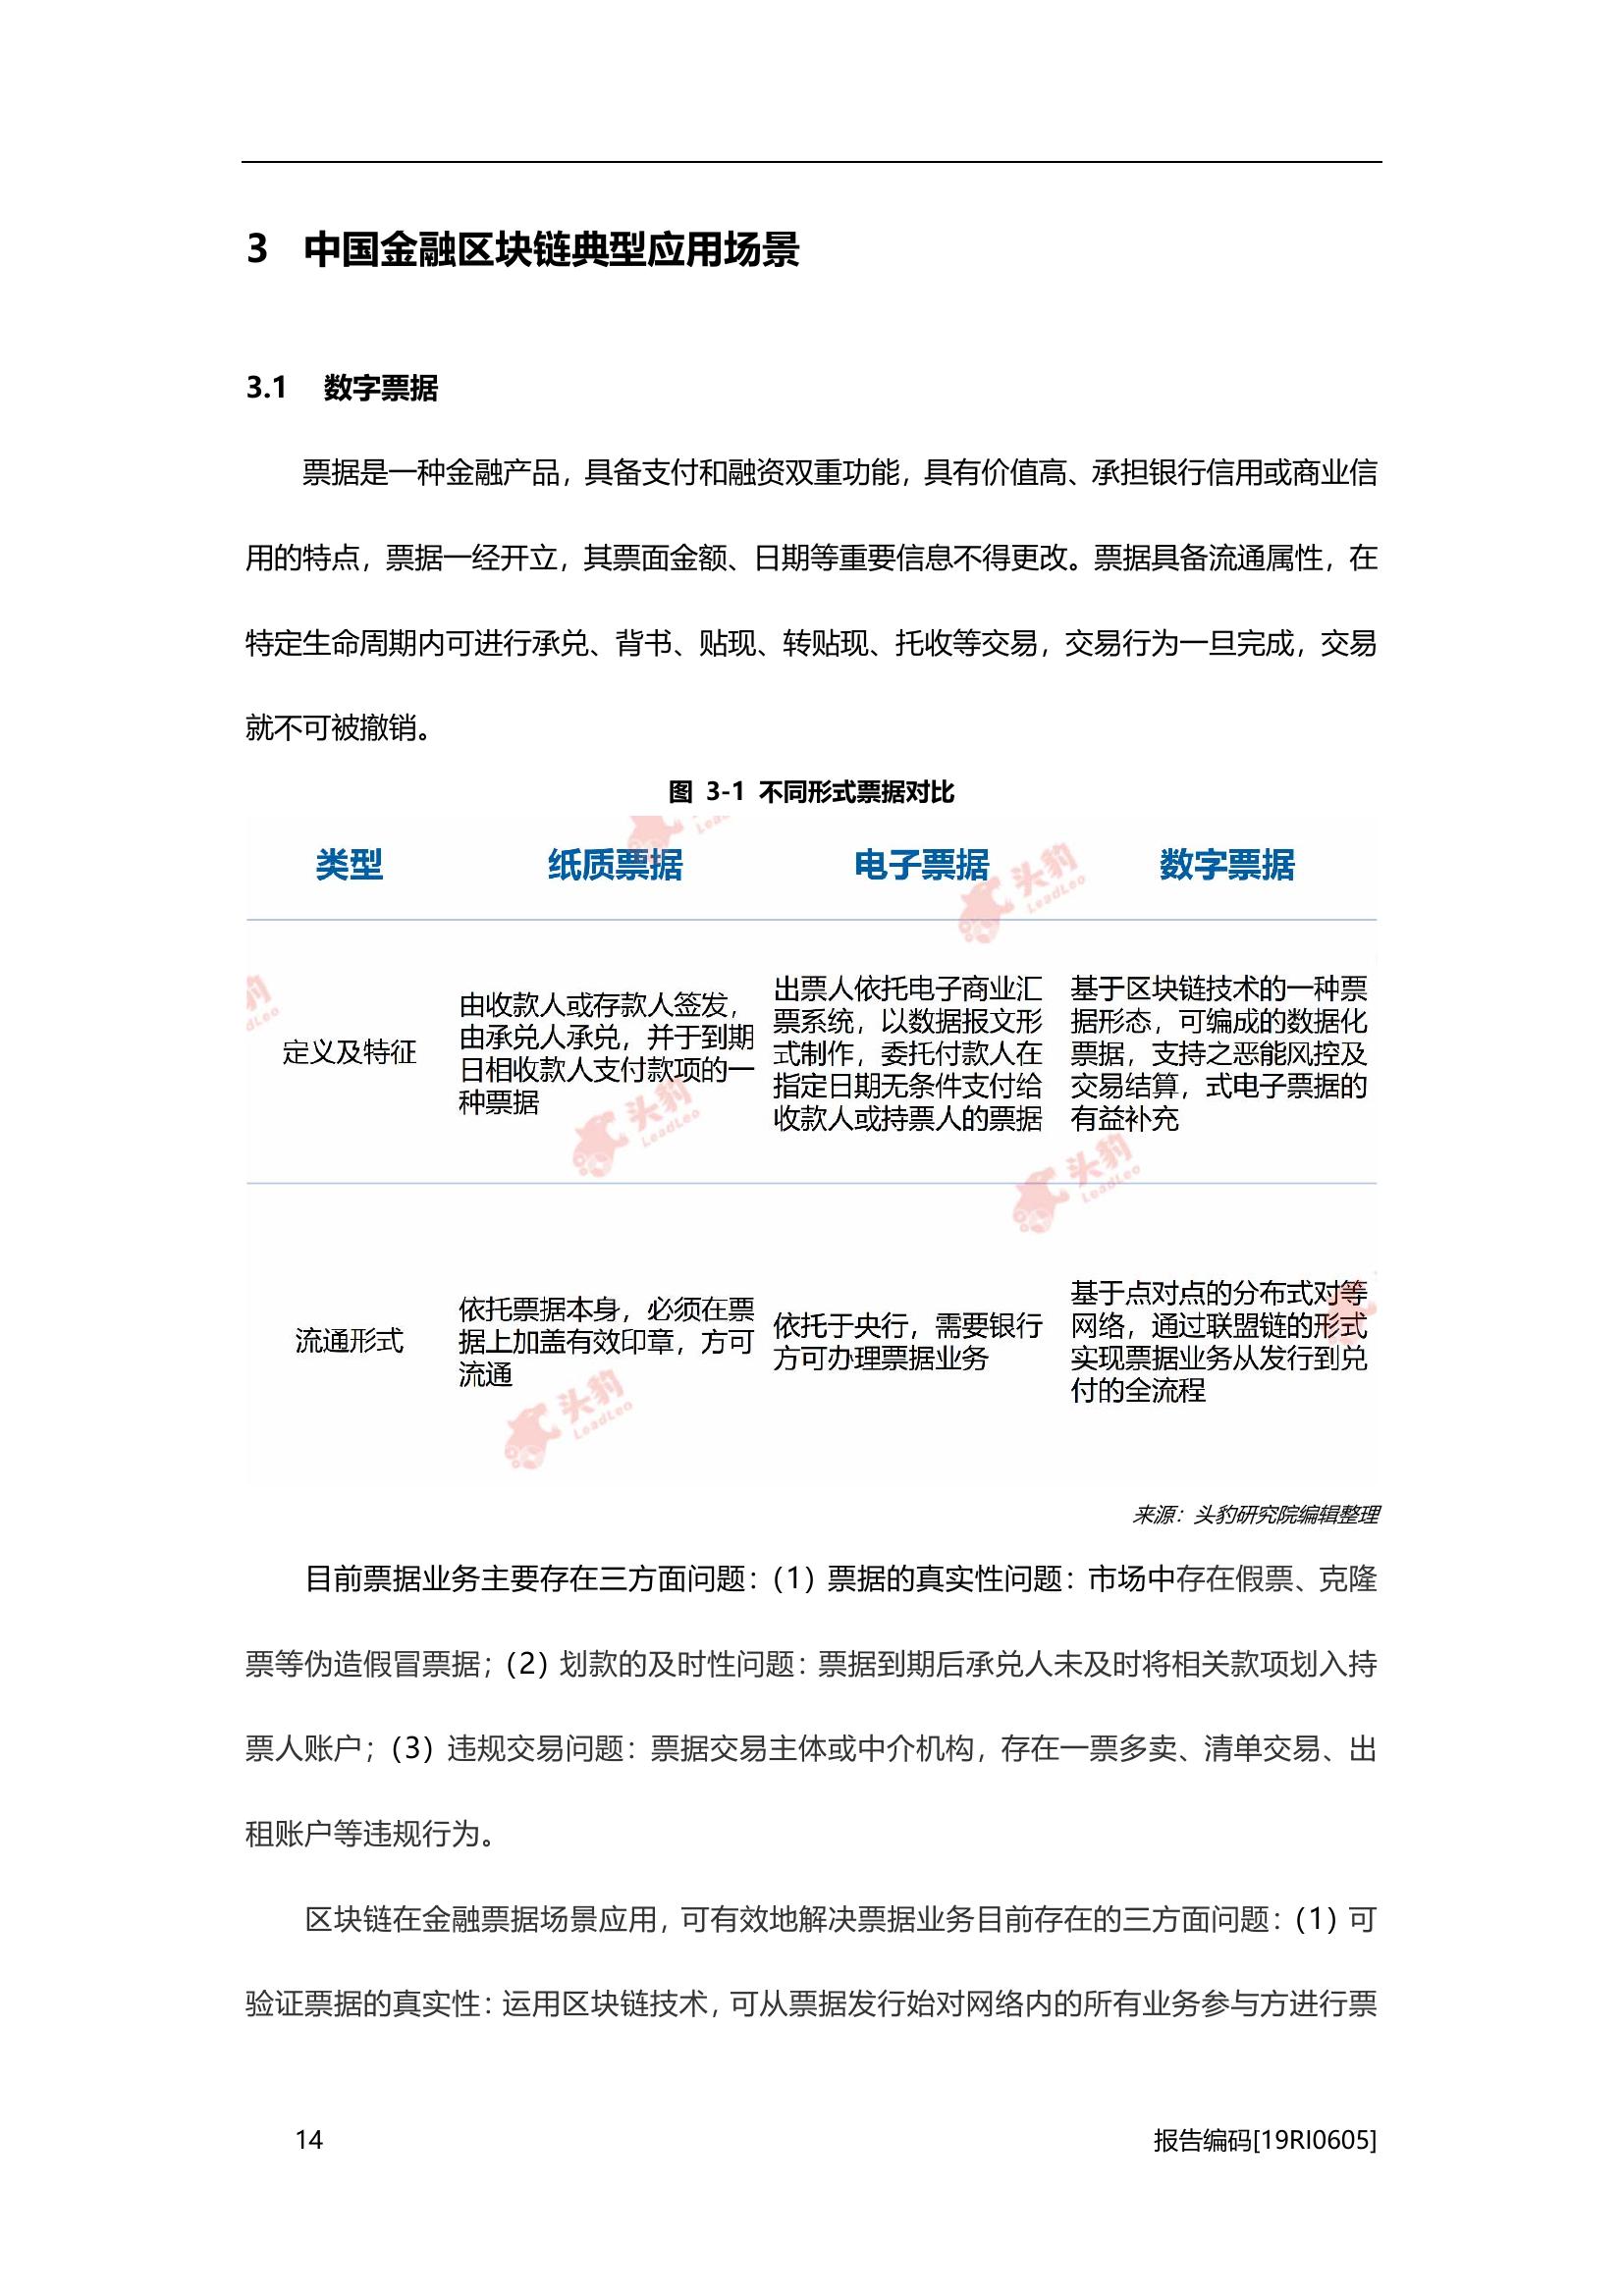 3 中国金融区块链典型应用场景
3.1 数字票据
票据是一种金融产品，具备支付和融资双重功能，具有价值高、承担银行信用或商业信
用的特点，票据一经开立，其票面金额、日期等重要信息不得更改。票据具备流通属性，在
特定生命周期内可进行承兑、背书、贴现、转贴现、托收等交易，交易行为一旦完成，交易
就不可被撤销。
图 3-1 不同形式票据对比
类型 纸质票据 电子票据 数字票据
定义及特征
由收款人或存款人签发，
由承兑人承兑，并于到期
日相收款人支付款项的一
种票据
出票人依托电子商业汇
票系统，以数据报文形
式制作，委托付款人在
指定日期无条件支付给
收款人或持票人的票据
基于区块链技术的一种票
据形态，可编成的数据化
票据，支持之恶能风控及
交易结算，式电子票据的
有益补充
流通形式
依托票据本身，必须在票
据上加盖有效印章，方可
流通
依托于央行，需要银行
方可办理票据业务
基于点对点的分布式对等
网络，通过联盟链的形式
实现票据业务从发行到兑
付的全流程
头豹
LeadLeo
头豹
LeadLeo
头豹
LeadLeo
头豹
LeadLeo
来源：头豹研究院编辑整理
目前票据业务主要存在三方面问题：（1）票据的真实性问题：市场中存在假票、克隆
票等伪造假冒票据；（2）划款的及时性问题：票据到期后承兑人未及时将相关款项划入持
票人账户；（3）违规交易问题：票据交易主体或中介机构，存在一票多卖、清单交易、出
租账户等违规行为。
区块链在金融票据场景应用，可有效地解决票据业务目前存在的三方面问题：（1）可
验证票据的真实性：运用区块链技术，可从票据发行始对网络内的所有业务参与方进行票
14 报告编码[19RI0605]